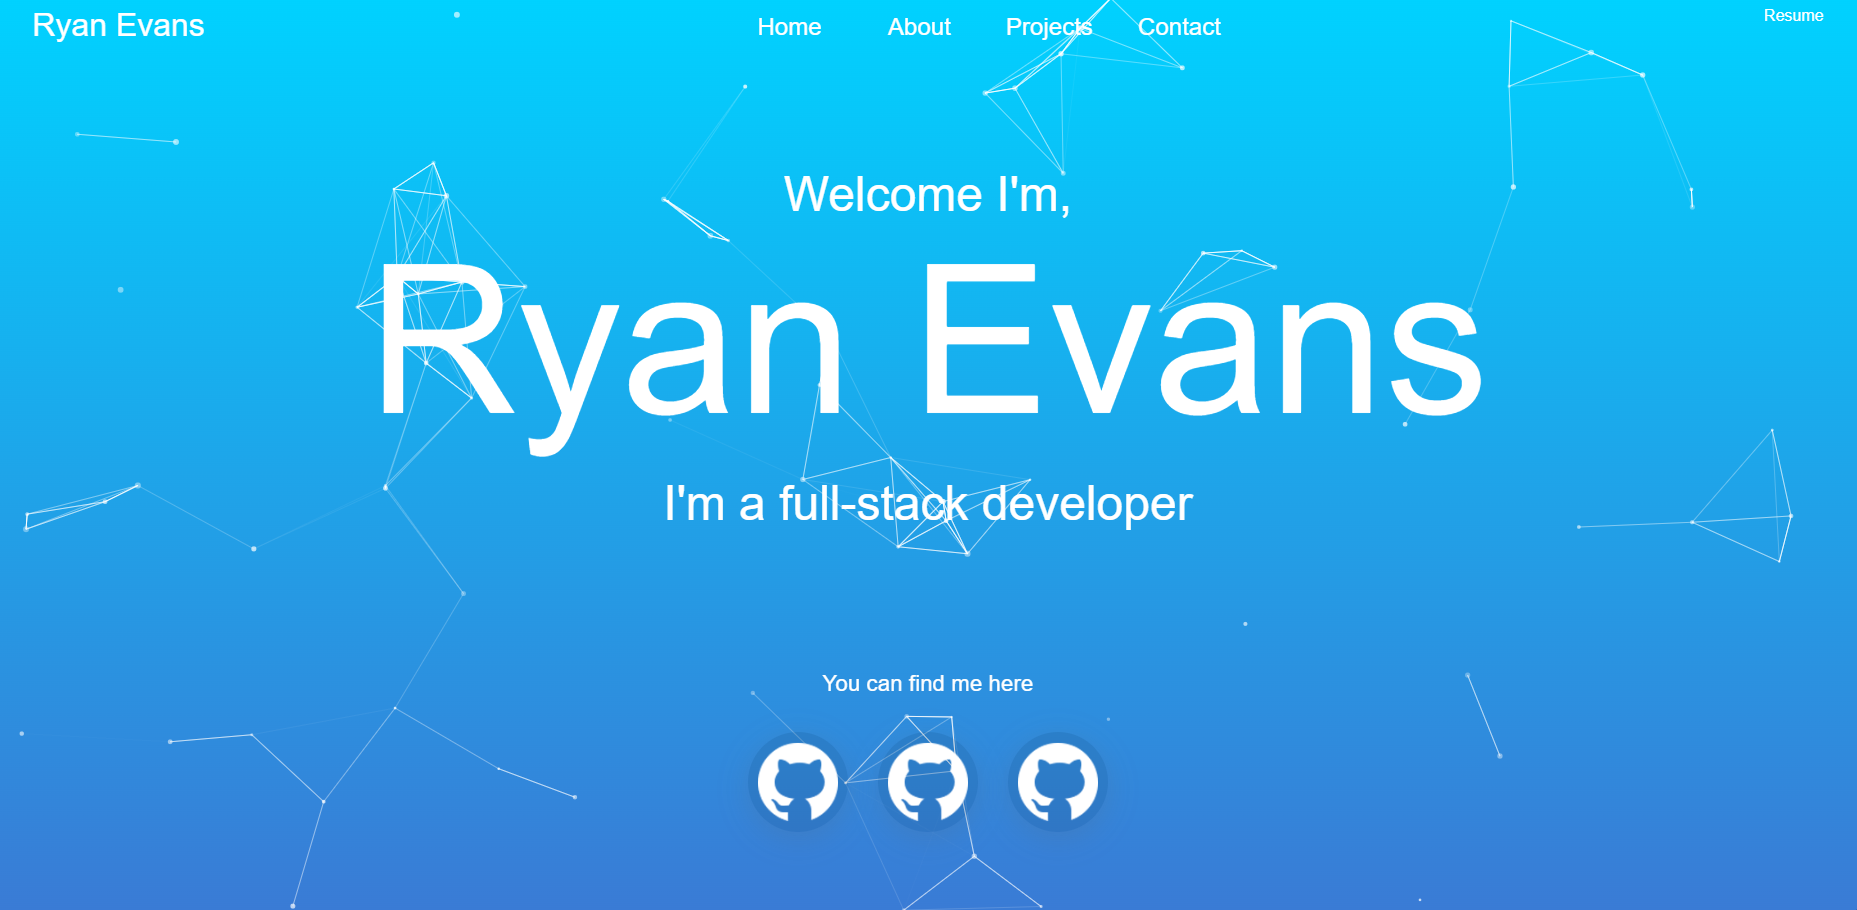 Ryan Evans
Home About Projects Contact
Resume
Welcome I'm,
Ryan Evans
I'm a full-stack developer
You can find me here